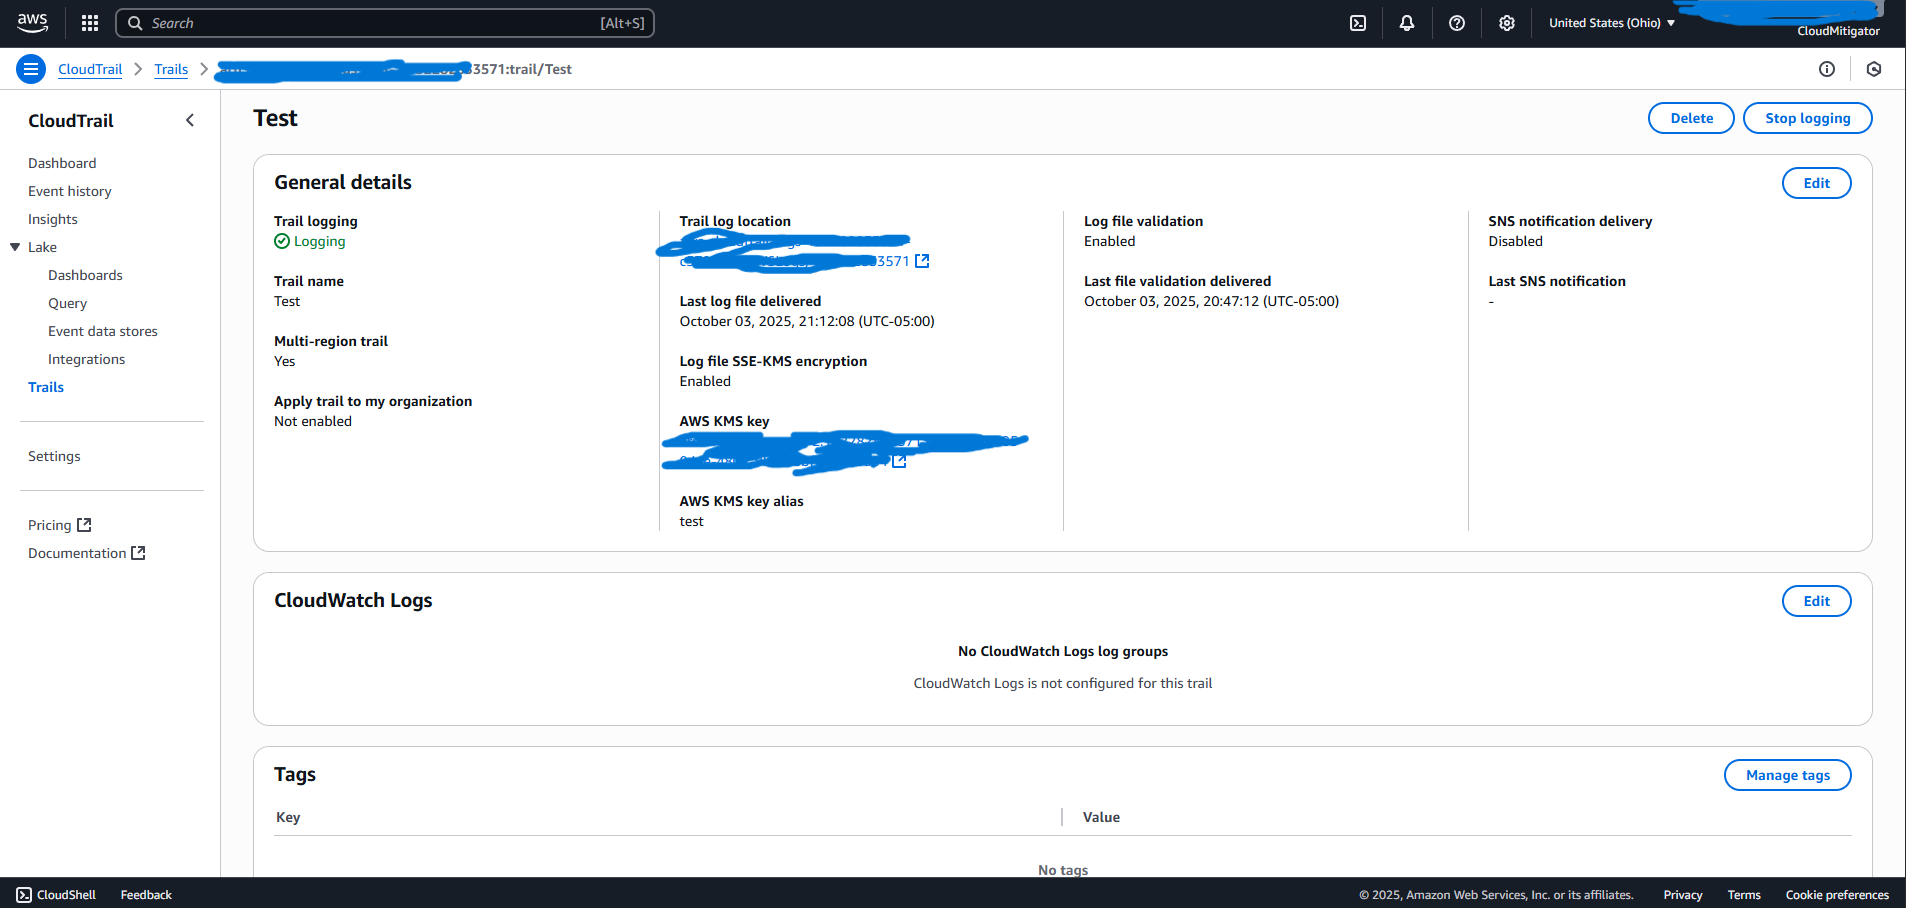 aws
Search
[Alt+S]
United States (Ohio)
CloudMitigator
CloudTrail
Trails
3571:trail/Test
CloudTrail
Dashboard
Event history
Insights
Lake
Dashboards
Query
Event data stores
Integrations
Trails
Settings
Pricing
Documentation
Test
Delete
Stop logging
General details
Edit
Trail logging
Logging
Trail name
Test
Multi-region trail
Yes
Apply trail to my organization
Not enabled
Trail log location
3571
Last log file delivered
October 03, 2025, 21:12:08 (UTC-05:00)
Log file SSE-KMS encryption
Enabled
AWS KMS key
AWS KMS key alias
test
Log file validation
Enabled
Last file validation delivered
October 03, 2025, 20:47:12 (UTC-05:00)
SNS notification delivery
Disabled
Last SNS notification
-
CloudWatch Logs
Edit
No CloudWatch Logs log groups
CloudWatch Logs is not configured for this trail
Tags
Manage tags
Key
Value
No tags
CloudShell
Feedback
© 2025, Amazon Web Services, Inc. or its affiliates.
Privacy
Terms
Cookie preferences